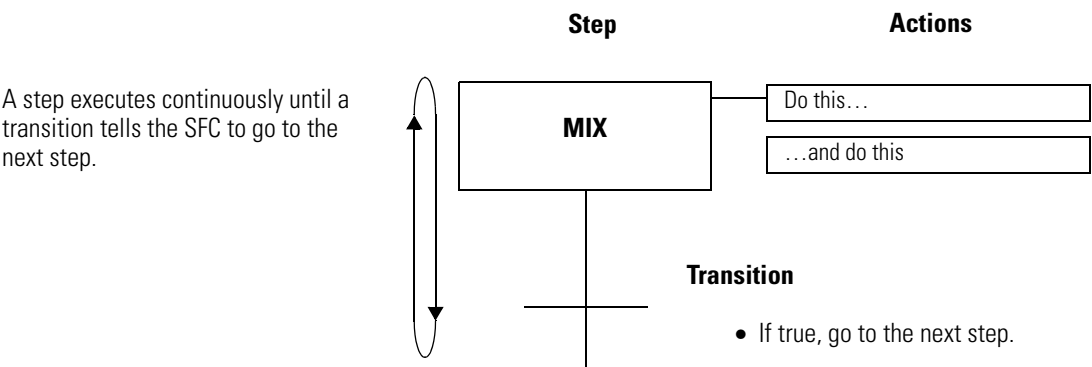 Step
Actions
A step executes continuously until a
transition tells the SFC to go to the
next step.
MIX
Do this…
…and do this
Transition
• If true, go to the next step.